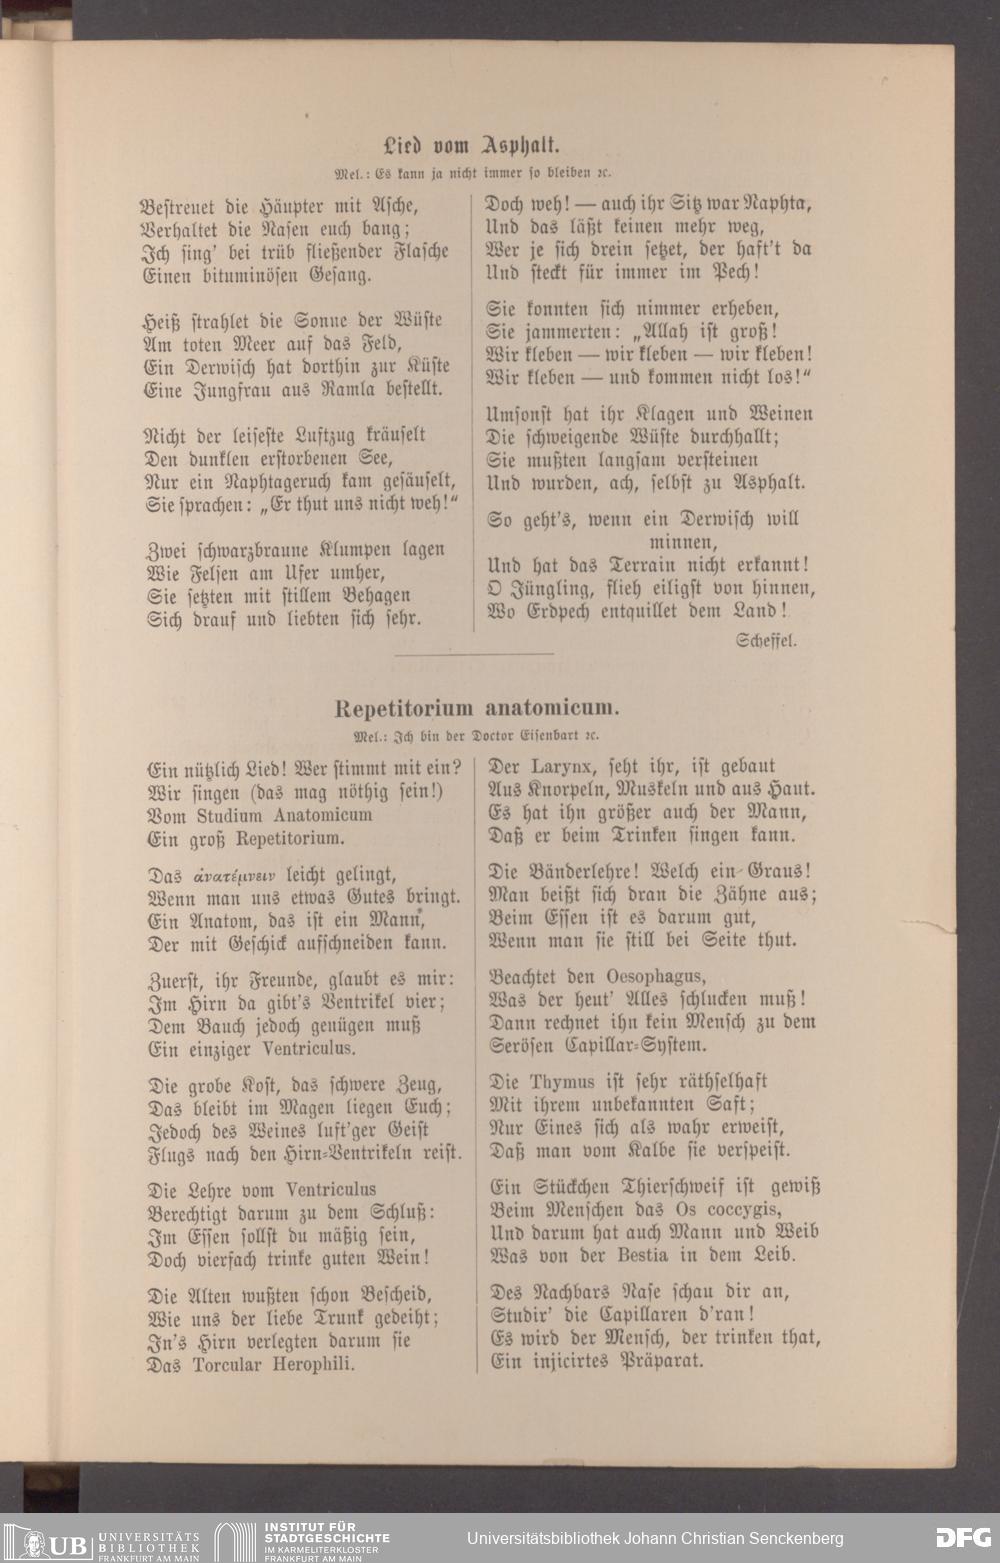 Lied vom Asphalt.
Mel.: Es kann ja nicht immer so bleiben ꝛc.
Bestreuet die Häupter mit Asche,
Verhaltet die Nasen euch bang;
Ich sing' bei trüb fließender Flasche
Einen bituminösen Gesang.
Heiß strahlet die Sonne der Wüste
Am toten Meer auf das Feld,
Ein Derwisch hat dorthin zur Küste
Eine Jungfrau aus Ramla bestellt.
Nicht der leiseste Luftzug kräuselt
Den dunklen erstorbenen See,
Nur ein Naphtageruch kam gesäuselt,
Sie sprachen: „Er thut uns nicht weh!“
Zwei schwarzbraune Klumpen lagen
Wie Felsen am Ufer umher,
Sie setzten mit stillem Behagen
Sich drauf und liebten sich sehr.
Doch weh! — auch ihr Sitz war Naphta,
Und das läßt keinen mehr weg,
Wer je sich drein setzet, der haft't da
Und steckt für immer im Pech!
Sie konnten sich nimmer erheben,
Sie jammerten: „Allah ist groß!
Wir kleben — wir kleben — wir kleben!
Wir kleben — und kommen nicht los!“
Umsonst hat ihr Klagen und Weinen
Die schweigende Wüste durchhallt;
Sie mußten langsam versteinen
Und wurden, ach, selbst zu Asphalt.
So geht's, wenn ein Derwisch will
minnen,
Und hat das Terrain nicht erkannt!
O Jüngling, flieh eiligst von hinnen,
Wo Erdpech entquillet dem Land!
Scheffel.
Repetitorium anatomicum.
Mel.: Ich bin der Doctor Eisenbart ꝛc.
Ein nützlich Lied! Wer stimmt mit ein?
Wir singen (das mag nöthig sein!)
Vom Studium Anatomicum
Ein groß Repetitorium.
Das ἀνατέμνειν leicht gelingt,
Wenn man uns etwas Gutes bringt.
Ein Anatom, das ist ein Mann,
Der mit Geschick aufschneiden kann.
Zuerst, ihr Freunde, glaubt es mir:
Im Hirn da gibt's Ventrikel vier;
Dem Bauch jedoch genügen muß
Ein einziger Ventriculus.
Die grobe Kost, das schwere Zeug,
Das bleibt im Magen liegen Euch;
Jedoch des Weines luft'ger Geist
Flugs nach den Hirn-Ventrikeln reist.
Die Lehre vom Ventriculus
Berechtigt darum zu dem Schluß:
Im Essen sollst du mäßig sein,
Doch vierfach trinke guten Wein!
Die Alten wußten schon Bescheid,
Wie uns der liebe Trunk gedeiht;
In's Hirn verlegten darum sie
Das Torcular Herophili.
Der Larynx, seht ihr, ist gebaut
Aus Knorpeln, Muskeln und aus Haut.
Es hat ihn größer auch der Mann,
Daß er beim Trinken singen kann.
Die Bänderlehre! Welch ein Graus!
Man beißt sich dran die Zähne aus;
Beim Essen ist es darum gut,
Wenn man sie still bei Seite thut.
Beachtet den Oesophagus,
Was der heut' Alles schlucken muß!
Dann rechnet ihn kein Mensch zu dem
Serösen Capillar-System.
Die Thymus ist sehr räthselhaft
Mit ihrem unbekannten Saft;
Nur Eines sich als wahr erweist,
Daß man vom Kalbe sie verspeist.
Ein Stückchen Thierschweif ist gewiß
Beim Menschen das Os coccygis,
Und darum hat auch Mann und Weib
Was von der Bestia in dem Leib.
Des Nachbars Nase schau dir an,
Studir' die Capillaren d'ran!
Es wird der Mensch, der trinken that,
Ein injicirtes Präparat.
UB UNIVERSITÄTS
BIBLIOTHEK
FRANKFURT AM MAIN
INSTITUT FÜR
STADTGESCHICHTE
IM KARMELITERKLOSTER
FRANKFURT AM MAIN
Universitätsbibliothek Johann Christian Senckenberg
DFG